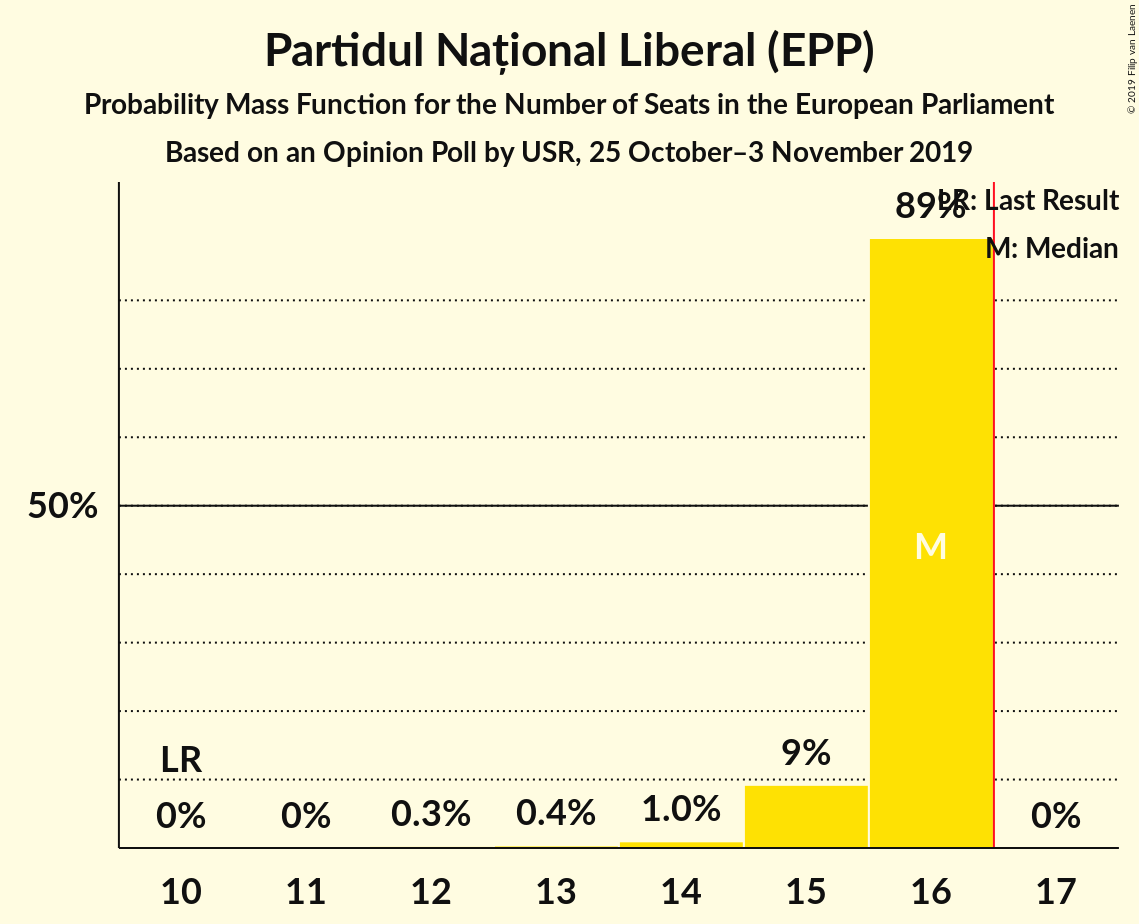 Partidul Național Liberal (EPP)
Probability Mass Function for the Number of Seats in the European Parliament
Based on an Opinion Poll by USR, 25 October–3 November 2019
© 2019 Filip van Laenen
LR: Last Result
M: Median
50%
LR
0% 0% 0.3% 0.4% 1.0% 9% 89% 0%
M
10 11 12 13 14 15 16 17